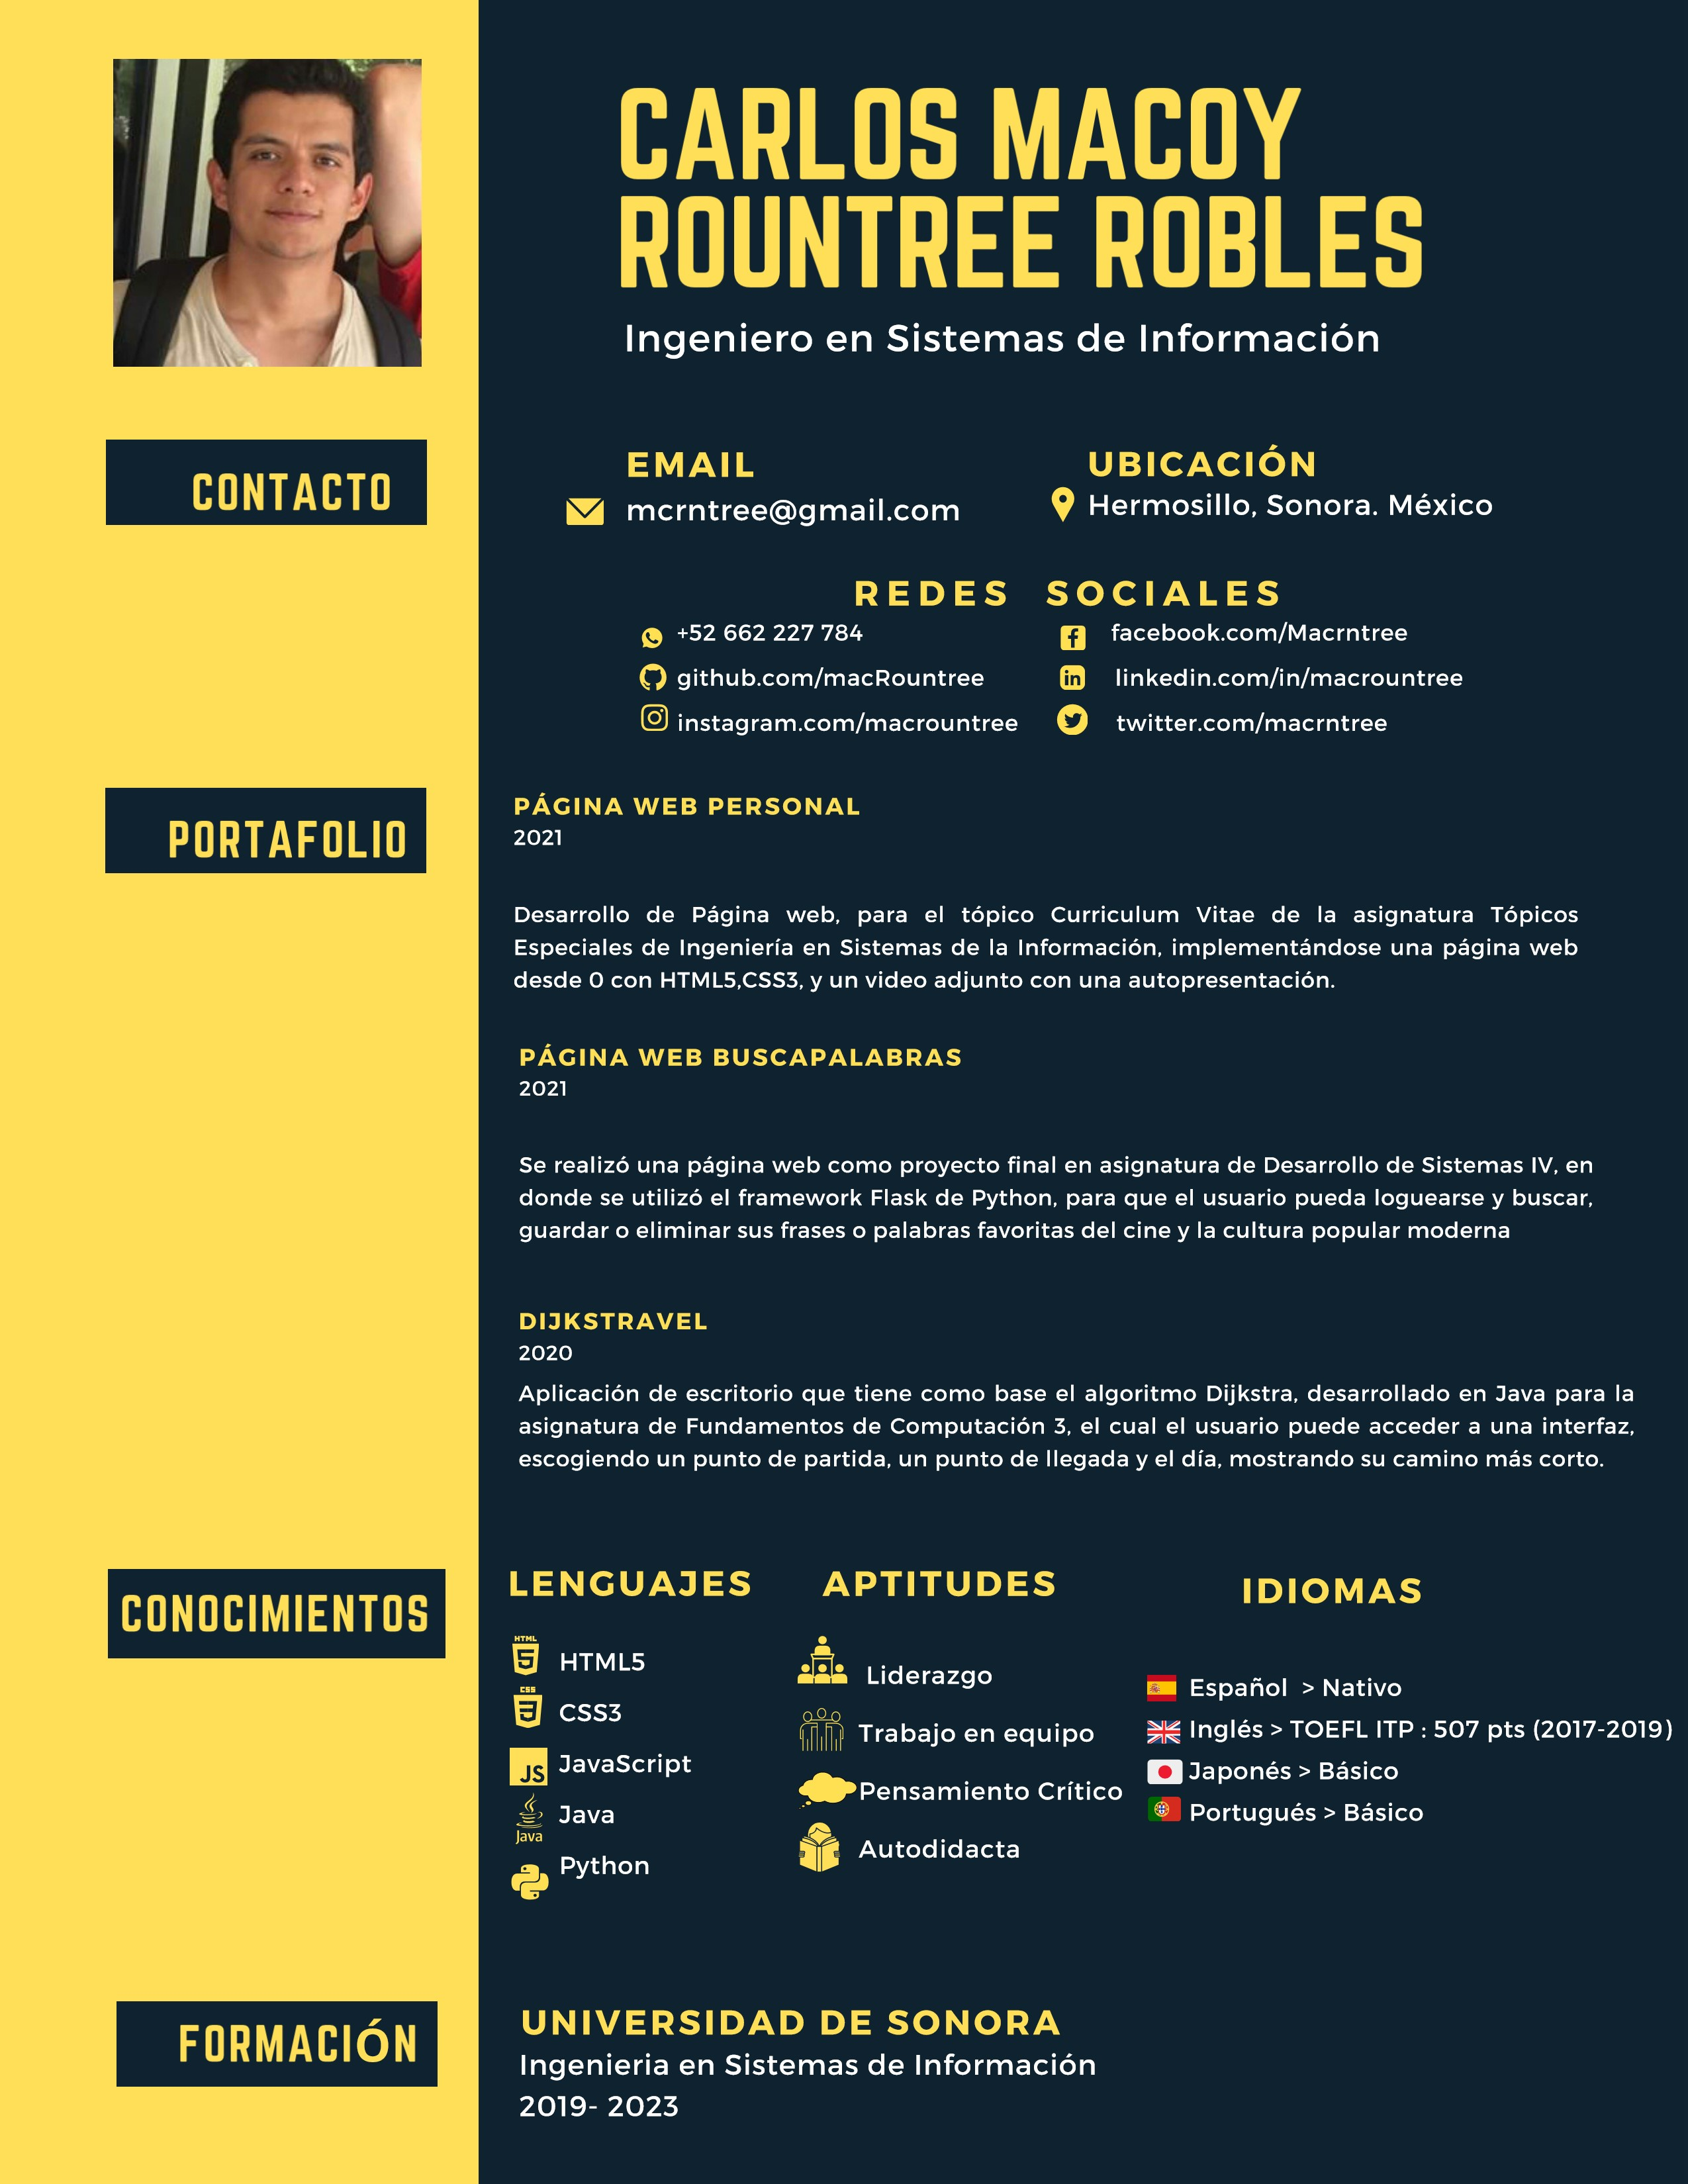 CARLOS MACOY
ROUNTREE ROBLES
Ingeniero en Sistemas de Información
CONTACTO
EMAIL
mcrntree@gmail.com
UBICACIÓN
Hermosillo, Sonora. México
REDES SOCIALES
+52 662 227 784
github.com/macRountree
instagram.com/macrountree
facebook.com/Macrntree
linkedin.com/in/macrountree
twitter.com/macrntree
PORTAFOLIO
PÁGINA WEB PERSONAL
2021
Desarrollo de Página web, para el tópico Curriculum Vitae de la asignatura Tópicos
Especiales de Ingeniería en Sistemas de la Información, implementándose una página web
desde 0 con HTML5,CSS3, y un video adjunto con una autopresentación.
PÁGINA WEB BUSCAPALABRAS
2021
Se realizó una página web como proyecto final en asignatura de Desarrollo de Sistemas IV, en
donde se utilizó el framework Flask de Python, para que el usuario pueda loguearse y buscar,
guardar o eliminar sus frases o palabras favoritas del cine y la cultura popular moderna
DIJKSTRAVEL
2020
Aplicación de escritorio que tiene como base el algoritmo Dijkstra, desarrollado en Java para la
asignatura de Fundamentos de Computación 3, el cual el usuario puede acceder a una interfaz,
escogiendo un punto de partida, un punto de llegada y el día, mostrando su camino más corto.
CONOCIMIENTOS
LENGUAJES
HTML
5
HTML5
CSS
3
CSS3
JS
JavaScript
Java
Java
Python
APTITUDES
Liderazgo
Trabajo en equipo
Pensamiento Crítico
Autodidacta
IDIOMAS
Español > Nativo
Inglés > TOEFL ITP : 507 pts (2017-2019)
Japonés > Básico
Portugués > Básico
FORMACIÓN
UNIVERSIDAD DE SONORA
Ingenieria en Sistemas de Información
2019- 2023